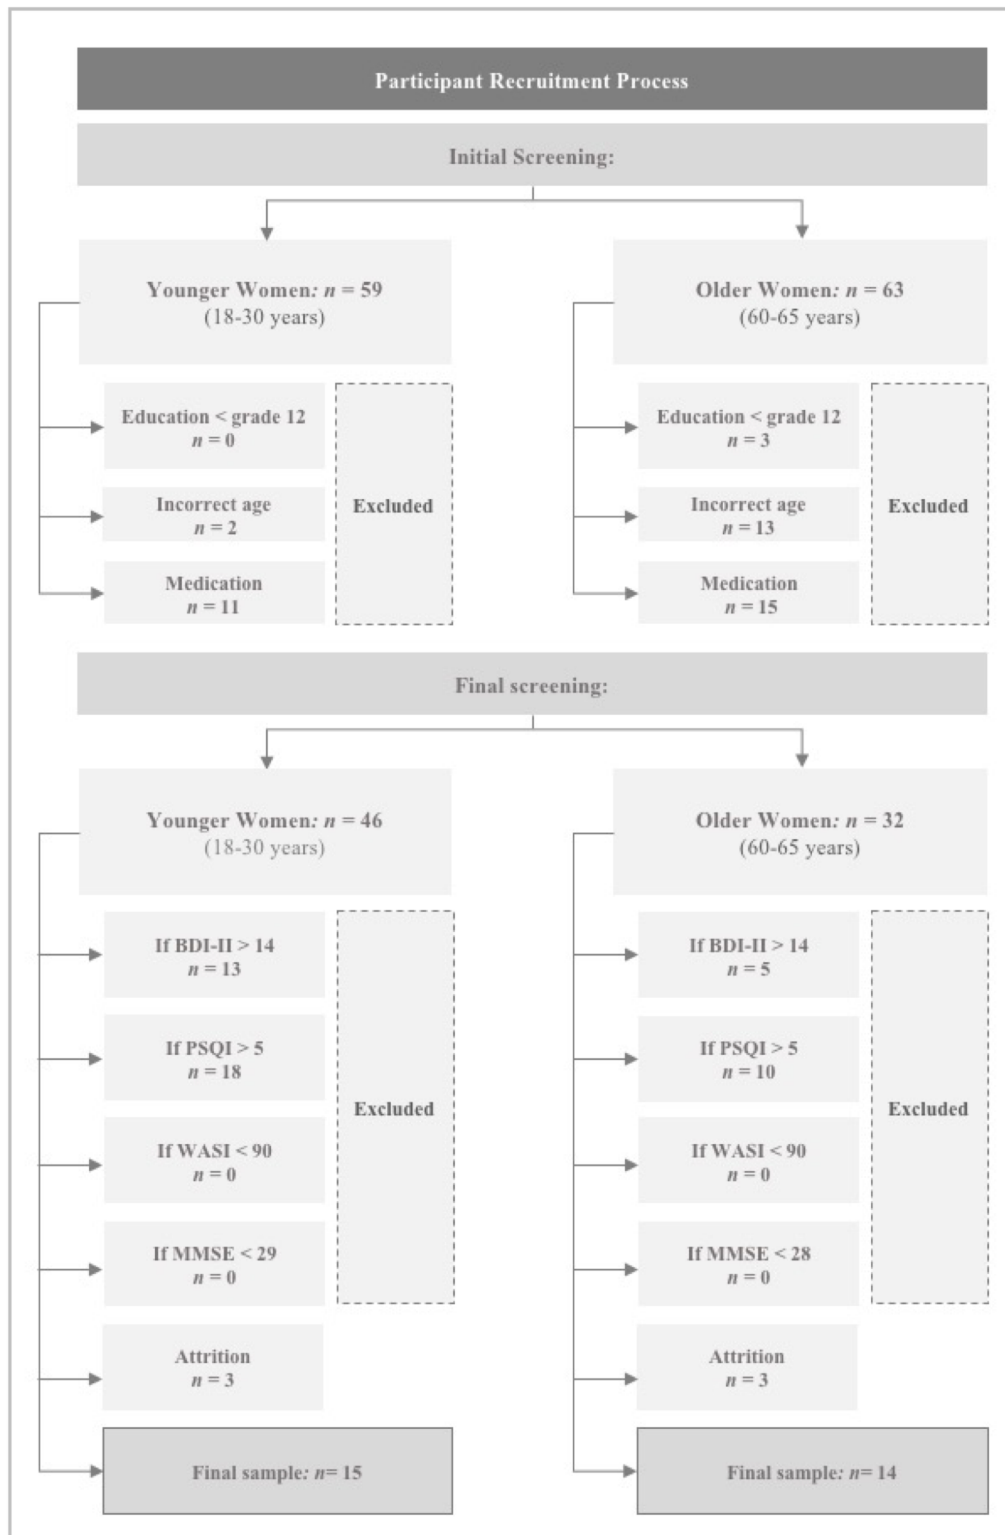 Participant Recruitment Process
Initial Screening:
Younger Women: n = 59
(18-30 years)
Education < grade 12
n = 0
Incorrect age
n = 2
Medication
n = 11
Excluded
Older Women: n = 63
(60-65 years)
Education < grade 12
n = 3
Incorrect age
n = 13
Medication
n = 15
Excluded
Final screening:
Younger Women: n = 46
(18-30 years)
If BDI-II > 14
n = 13
If PSQI > 5
n = 18
If WASI < 90
n = 0
If MMSE < 29
n = 0
Excluded
Attrition
n = 3
Final sample: n= 15
Older Women: n = 32
(60-65 years)
If BDI-II > 14
n = 5
If PSQI > 5
n = 10
If WASI < 90
n = 0
If MMSE < 28
n = 0
Excluded
Attrition
n = 3
Final sample: n= 14